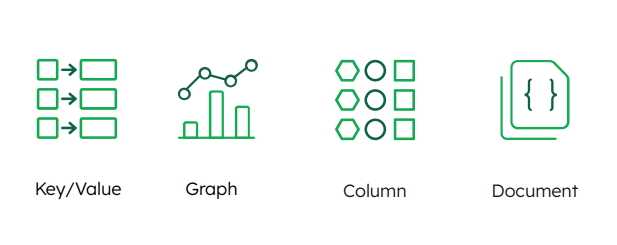 Key/Value
Graph
Column
{ }
Document